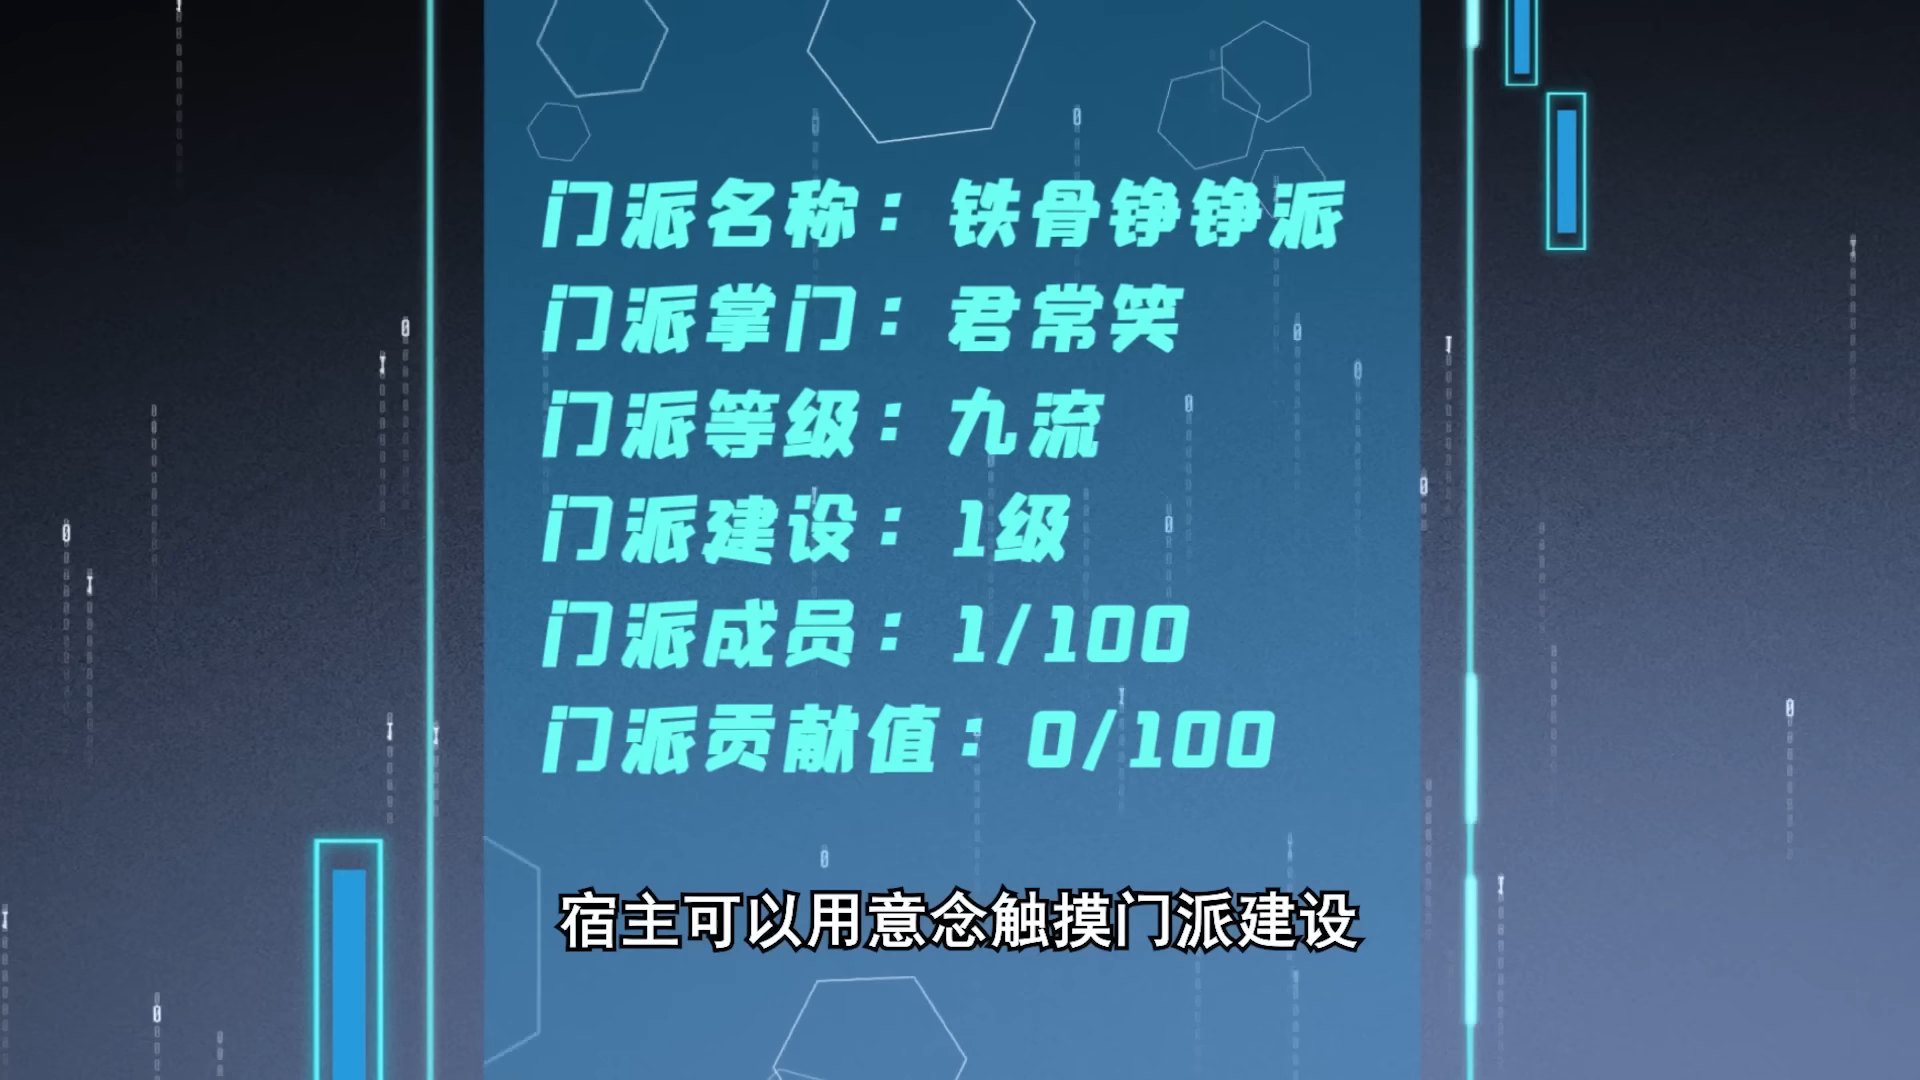 门派名称：铁骨铮铮派
门派掌门：君常笑
门派等级：九流
门派建设：1级
门派成员：1/100
门派贡献值：0/100
宿主可以用意念触摸门派建设